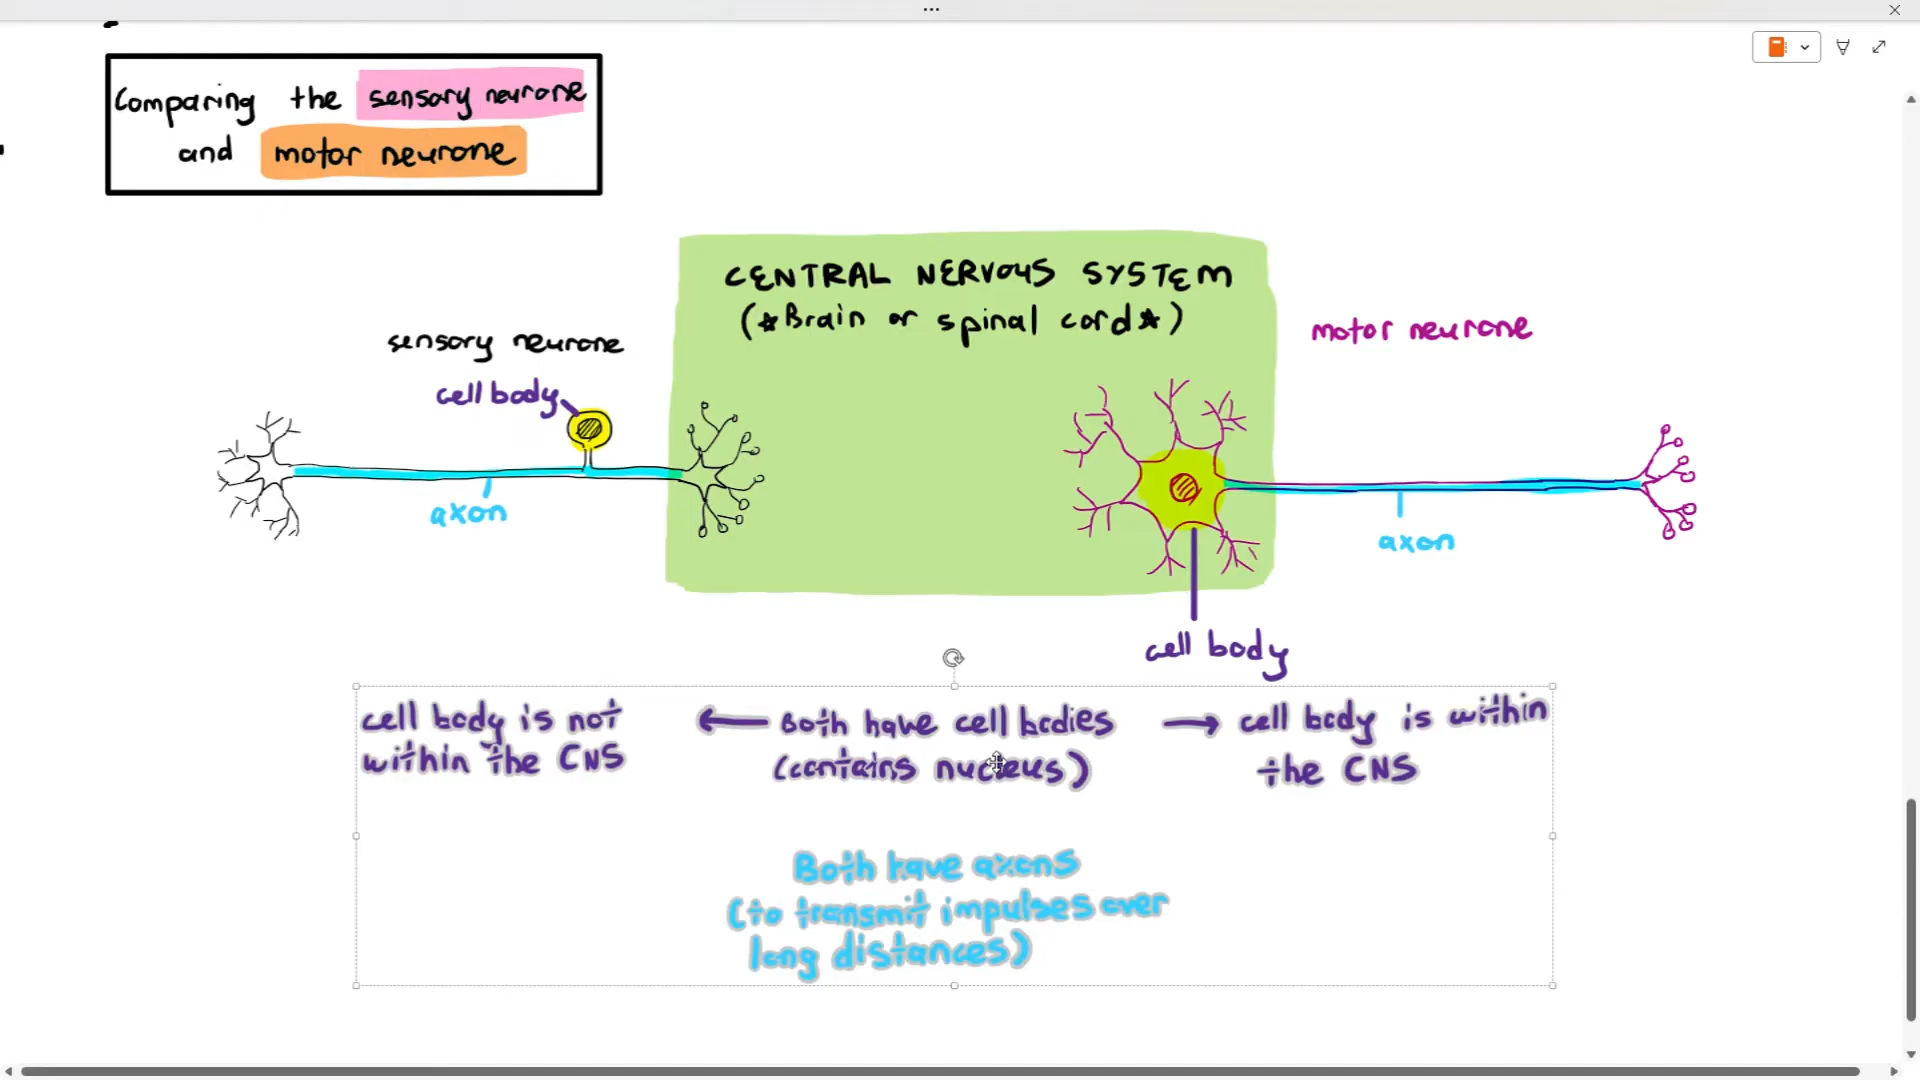 Comparing the sensory neurone
and motor neurone
CENTRAL NERVOUS SYSTEM
(*Brain or spinal cord*)
sensory neurone
motor neurone
cell body
axon
axon
cell body
cell body is not
within the CNS
← Both have cell bodies →
(contains nucleus)
cell body is within
the CNS
Both have axons
(to transmit impulses over
long distances)